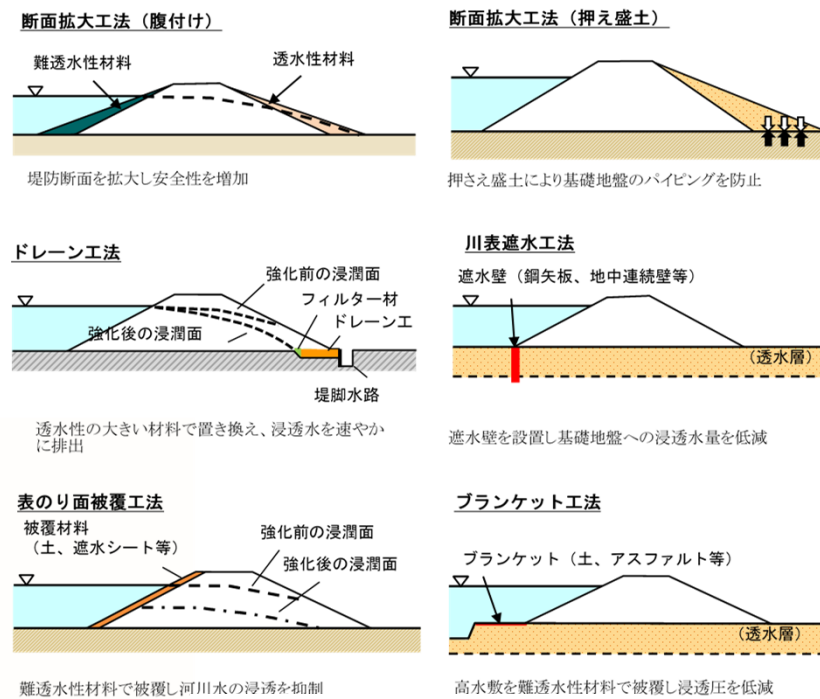 断面拡大工法（腹付け）
難透水性材料
透水性材料
堤防断面を拡大し安全性を増加
断面拡大工法（押え盛土）
押さえ盛土により基礎地盤のパイピングを防止
ドレーン工法
強化前の浸潤面
フィルター材
強化後の浸潤面
ドレーン工
堤脚水路
透水性の大きい材料で置き換え、浸透水を速やか
に排出
川表遮水工法
遮水壁（鋼矢板、地中連続壁等）
（透水層）
遮水壁を設置し基礎地盤への浸透水量を低減
表のり面被覆工法
被覆材料
（土、遮水シート等）
強化前の浸潤面
強化後の浸潤面
難透水性材料で被覆し河川水の浸透を抑制
ブランケット工法
ブランケット（土、アスファルト等）
（透水層）
高水敷を難透水性材料で被覆し浸透圧を低減